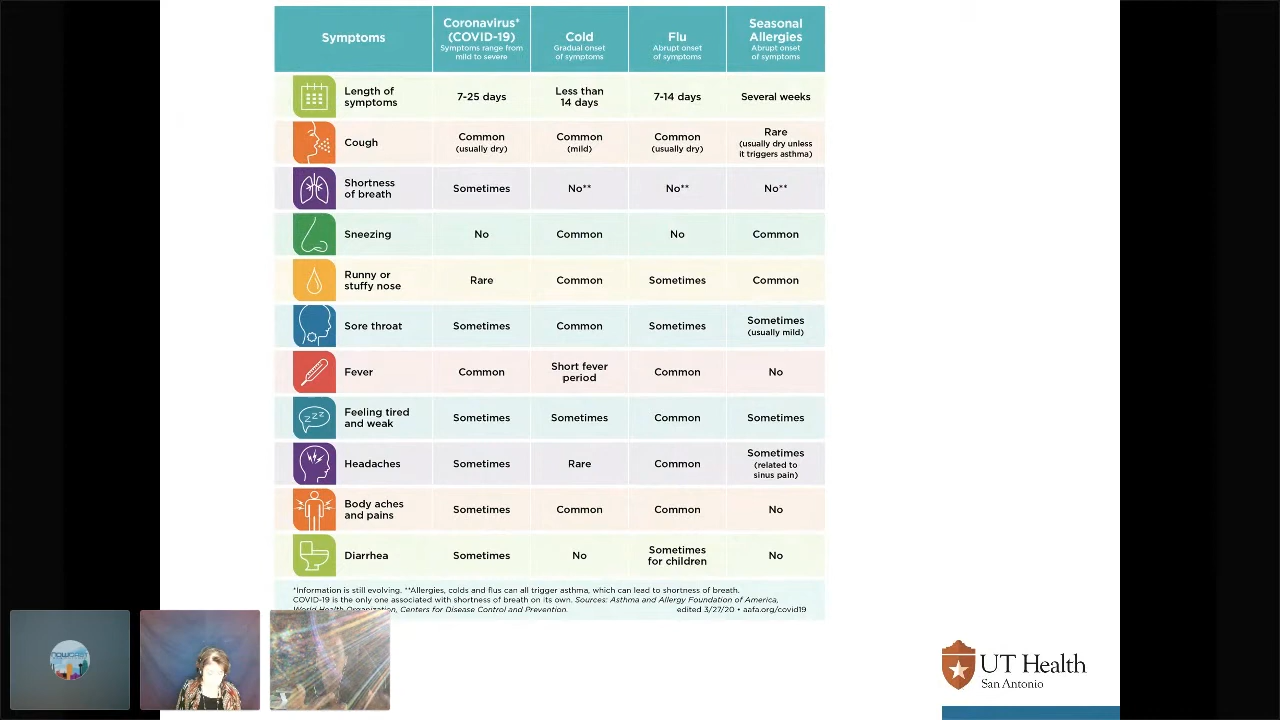 Symptoms
Coronavirus*
(COVID-19)
Symptoms range from
mild to severe
Cold
Gradual onset
of symptoms
Flu
Abrupt onset
of symptoms
Seasonal
Allergies
Abrupt onset
of symptoms
Length of
symptoms
7-25 days
Less than
14 days
7-14 days
Several weeks
Cough
Common
(usually dry)
Common
(mild)
Common
(usually dry)
Rare
(usually dry unless
it triggers asthma)
Shortness
of breath
Sometimes
No**
No**
No**
Sneezing
No
Common
No
Common
Runny or
stuffy nose
Rare
Common
Sometimes
Common
Sore throat
Sometimes
Common
Sometimes
Sometimes
(usually mild)
Fever
Common
Short fever
period
Common
No
Feeling tired
and weak
Sometimes
Sometimes
Common
Sometimes
Headaches
Sometimes
Rare
Common
Sometimes
(related to
sinus pain)
Body aches
and pains
Sometimes
Common
Common
No
Diarrhea
Sometimes
No
Sometimes
for children
No
*Information is still evolving. **Allergies, colds and flus can all trigger asthma, which can lead to shortness of breath.
COVID-19 is the only one associated with shortness of breath on its own. Sources: Asthma and Allergy Foundation of America,
World Health Organization, Centers for Disease Control and Prevention.
edited 3/27/20 • aafa.org/covid19
NOWCAST
UT Health
San Antonio